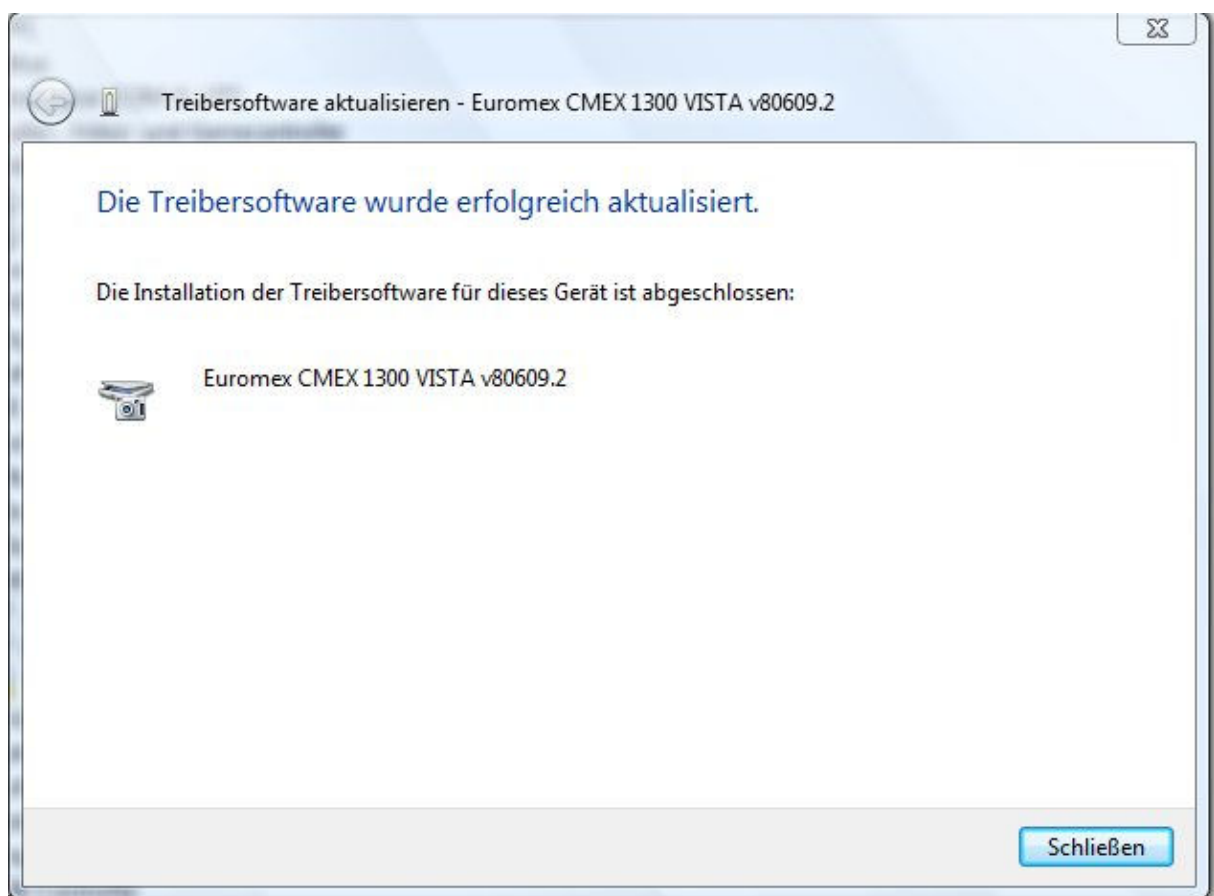 Treibersoftware aktualisieren - Euromex CMEX 1300 VISTA v80609.2
Die Treibersoftware wurde erfolgreich aktualisiert.
Die Installation der Treibersoftware für dieses Gerät ist abgeschlossen:
Euromex CMEX 1300 VISTA v80609.2
Schließen